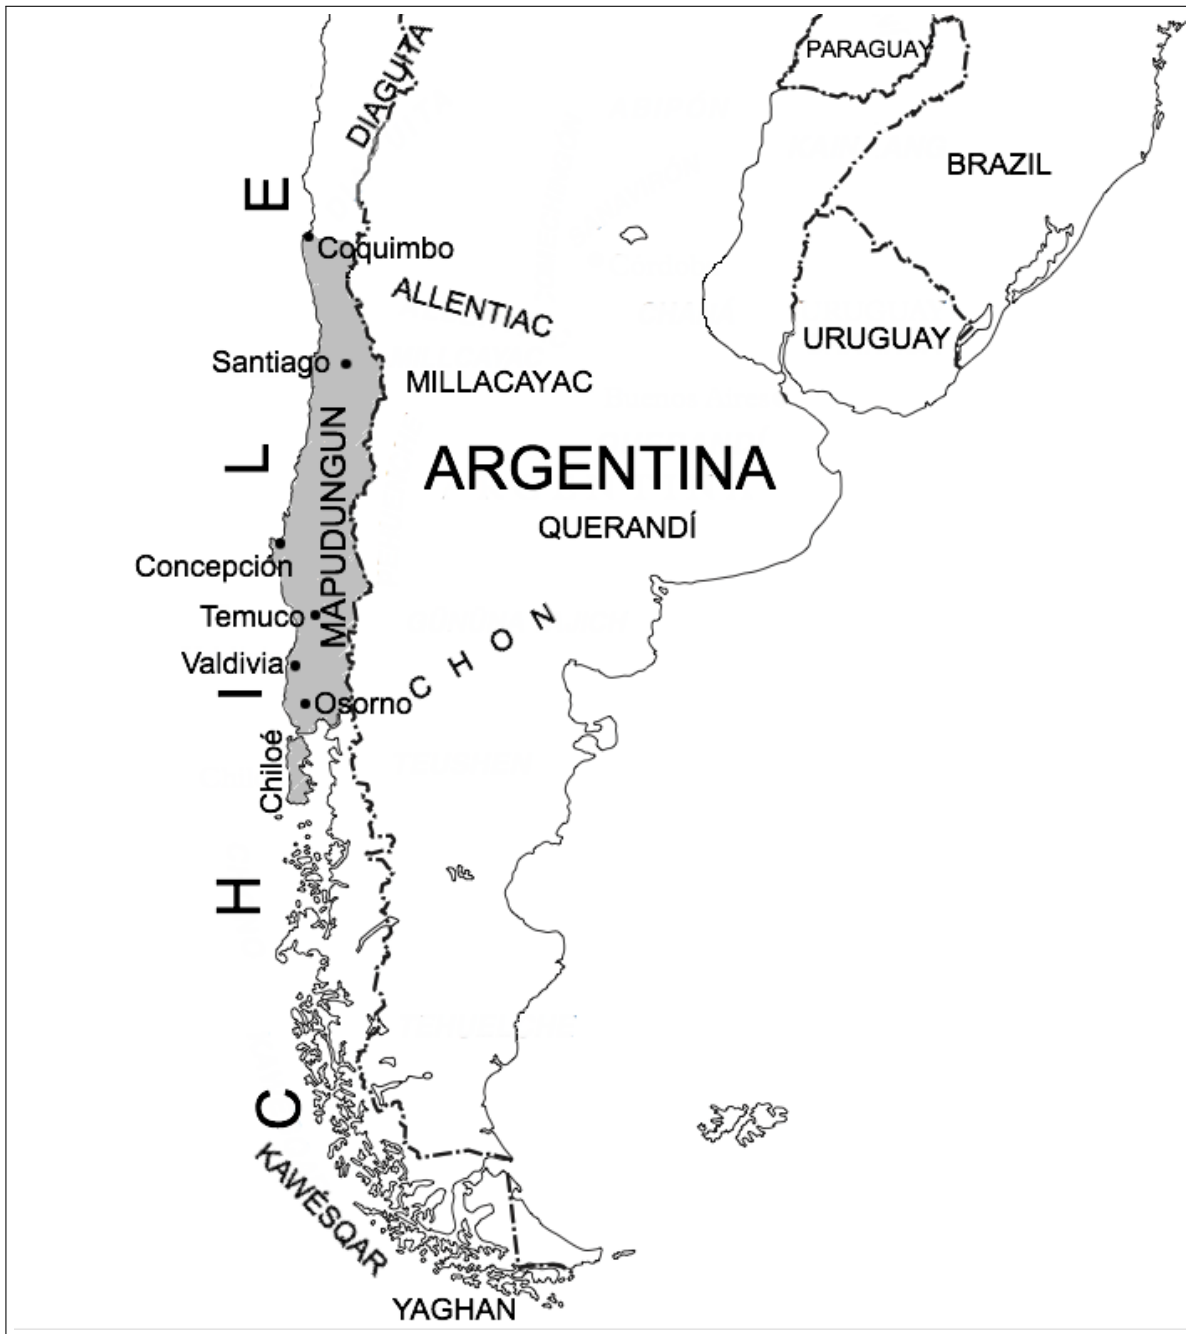 PARAGUAY
DIAGUITA
BRAZIL
Coquimbo
ALLENTIAC
URUGUAY
Santiago
MILLACAYAC
MAPUDUNGUN
ARGENTINA
QUERANDÍ
Concepción
Temuco
CHON
Valdivia
Osorno
Chiloé
CHILE
KAWÉSQAR
YAGHAN